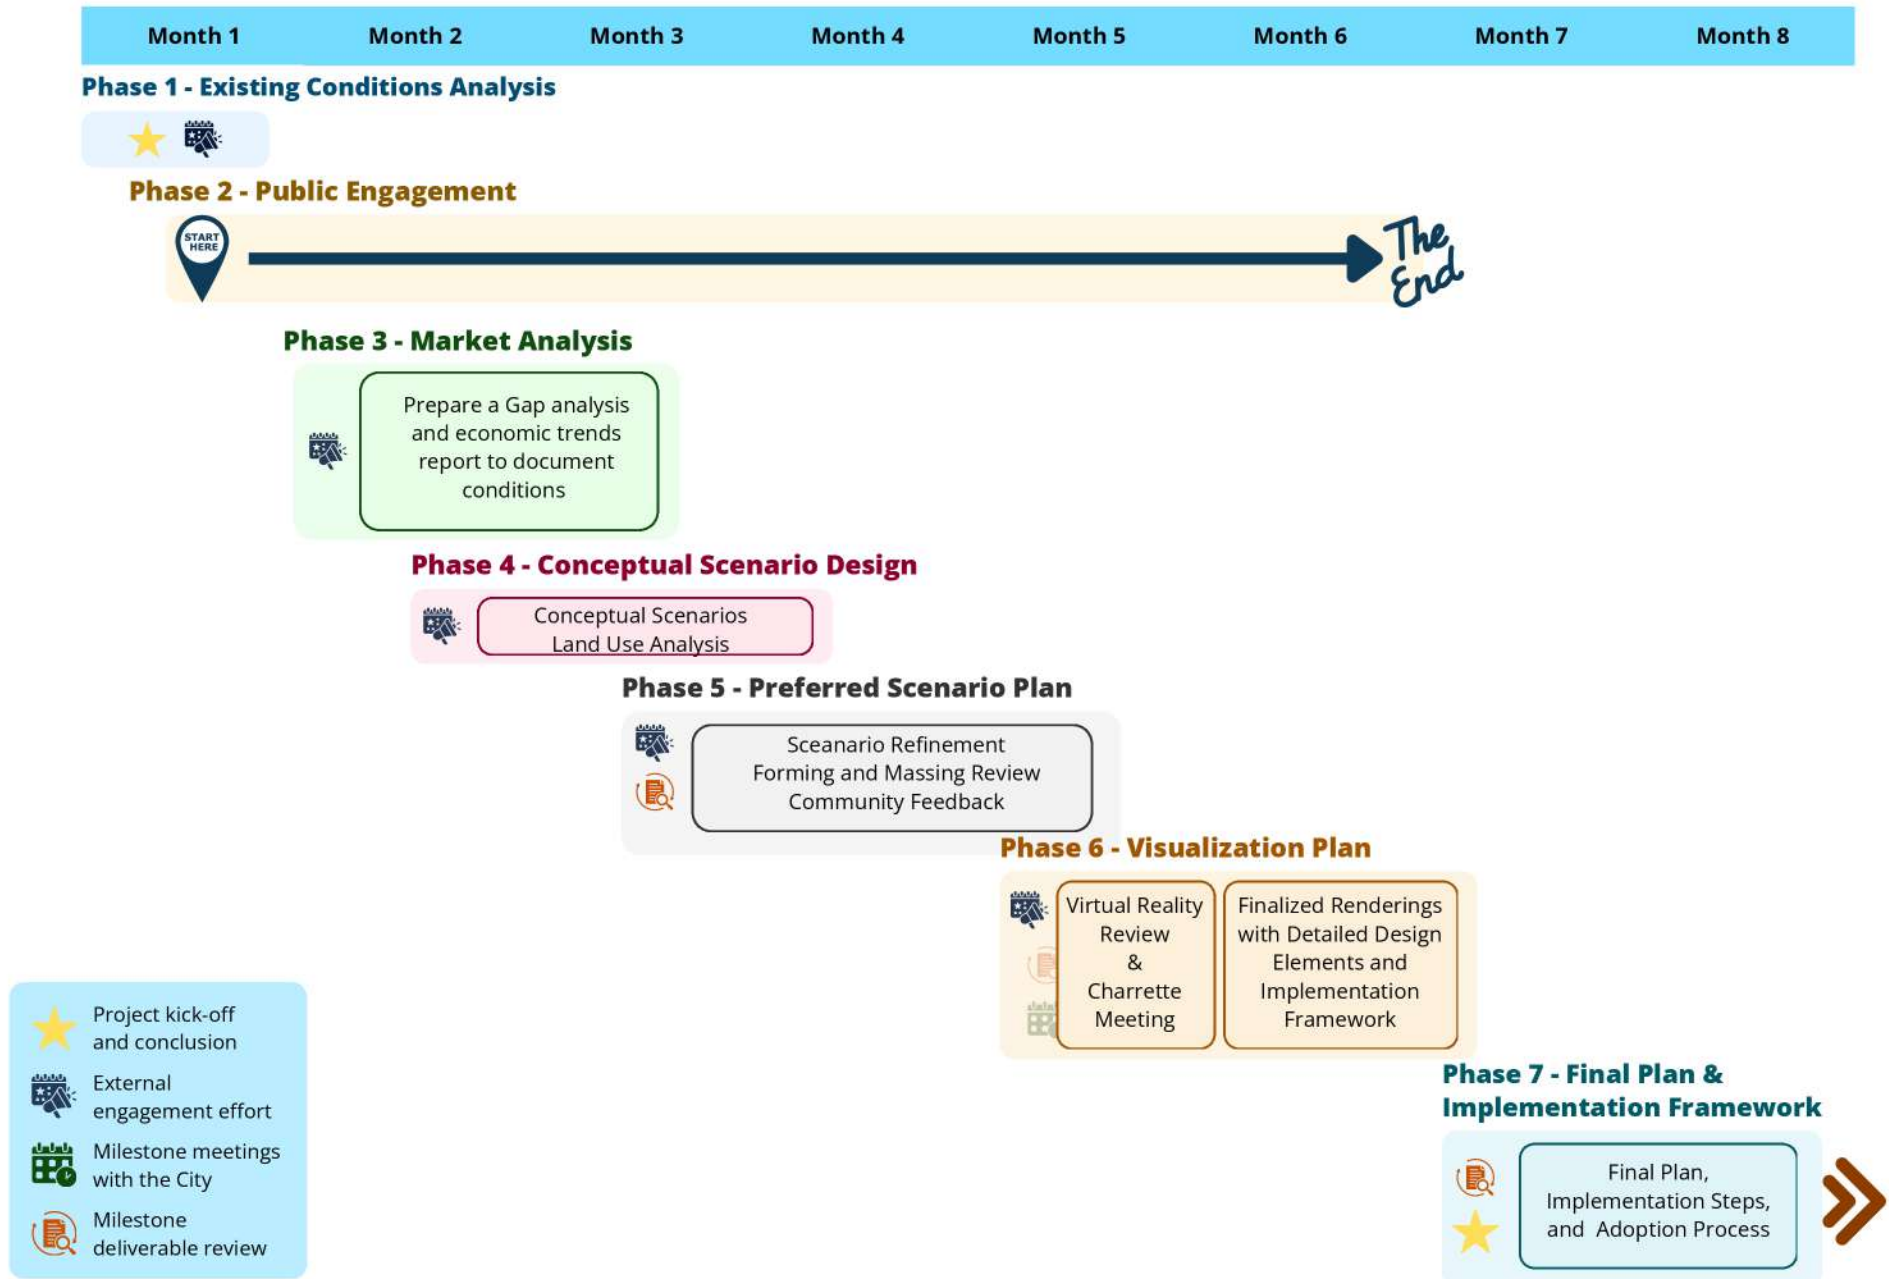 Month 1
Month 2
Month 3
Month 4
Month 5
Month 6
Month 7
Month 8
Phase 1 - Existing Conditions Analysis
Phase 2 - Public Engagement
START
HERE
The
End
Phase 3 - Market Analysis
Prepare a Gap analysis
and economic trends
report to document
conditions
Phase 4 - Conceptual Scenario Design
Conceptual Scenarios
Land Use Analysis
Phase 5 - Preferred Scenario Plan
Sceanario Refinement
Forming and Massing Review
Community Feedback
Phase 6 - Visualization Plan
Virtual Reality
Review
&
Charrette
Meeting
Finalized Renderings
with Detailed Design
Elements and
Implementation
Framework
Phase 7 - Final Plan &
Implementation Framework
Final Plan,
Implementation Steps,
and Adoption Process
Project kick-off
and conclusion
External
engagement effort
Milestone meetings
with the City
Milestone
deliverable review